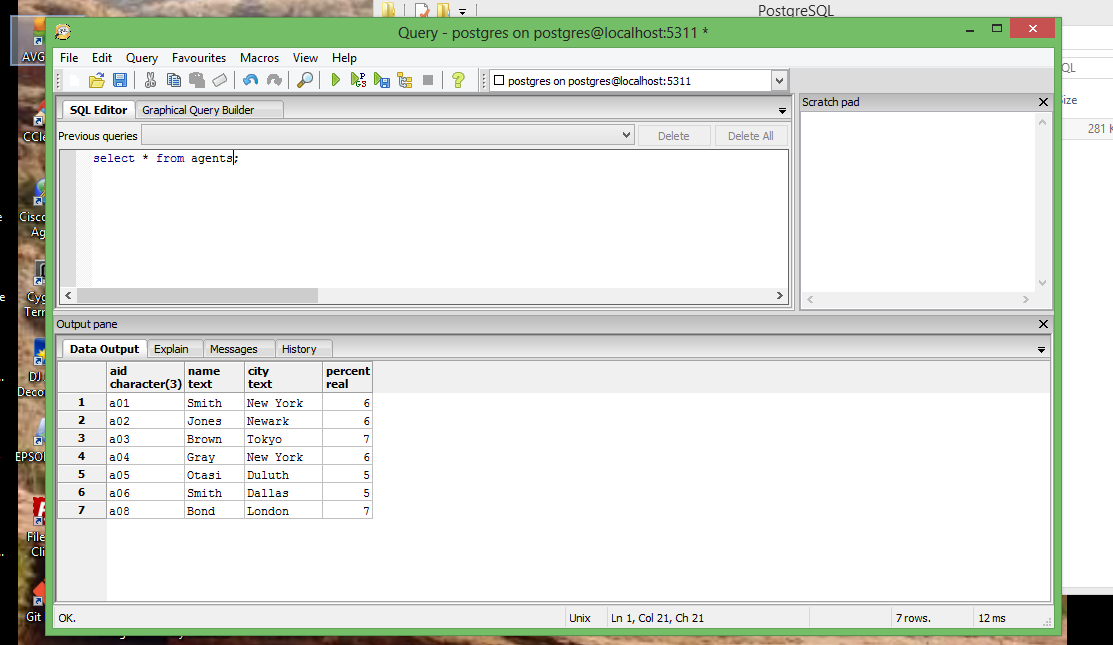 PostgreSQL
Query - postgres on postgres@localhost:5311 *
File Edit Query Favourites Macros View Help
postgres on postgres@localhost:5311
SQL Editor Graphical Query Builder
Previous queries Delete Delete All
select * from agents;
Scratch pad
Output pane
Data Output Explain Messages History
aid name city percent
character(3) text text real
1 a01 Smith New York 6
2 a02 Jones Newark 6
3 a03 Brown Tokyo 7
4 a04 Gray New York 6
5 a05 Otasi Duluth 5
6 a06 Smith Dallas 5
7 a08 Bond London 7
OK. Unix Ln 1, Col 21, Ch 21 7 rows. 12 ms
AVG
CCle
Cisco
Ag
Cyg
Term
DJ
Deco
EPSO
File
Cli
Git
QL
ize
281 K